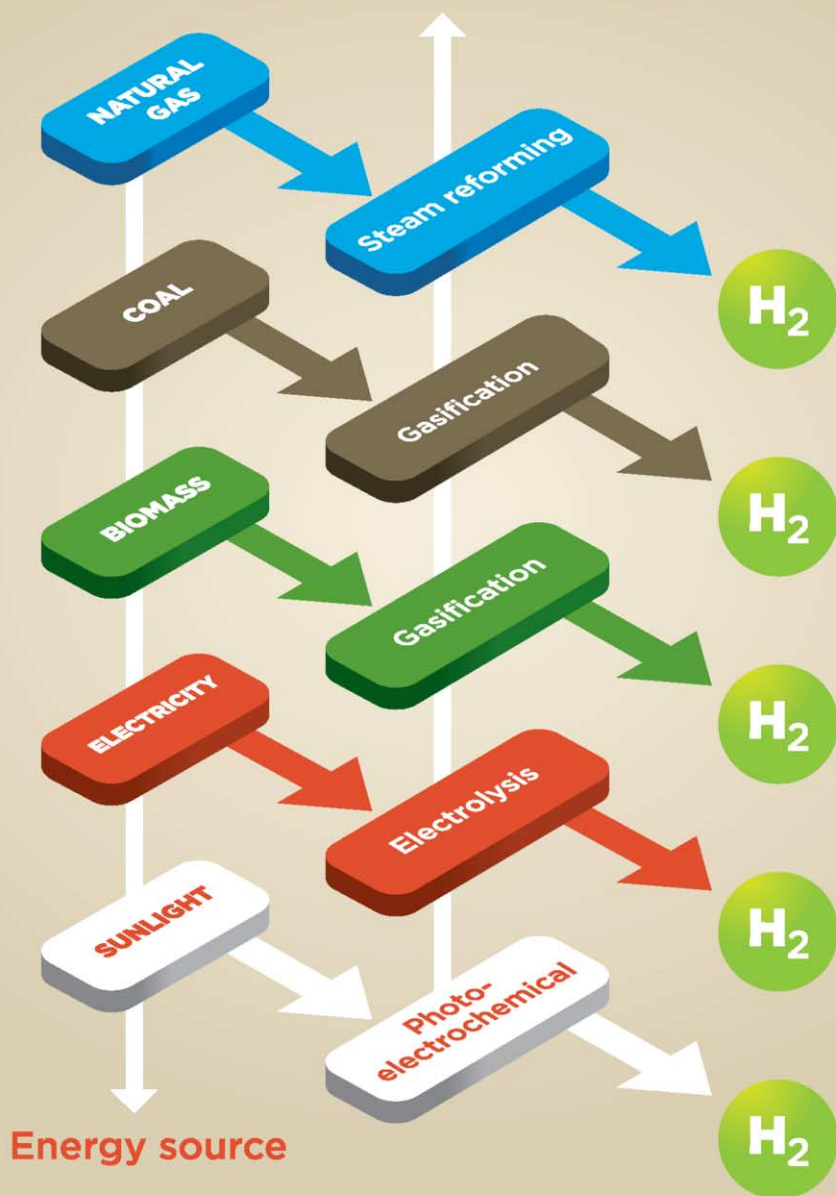 NATURAL
GAS
Steam reforming
H2
COAL
Gasification
H2
BIOMASS
Gasification
H2
ELECTRICITY
Electrolysis
H2
SUNLIGHT
Photo-
electrochemical
H2
Energy source